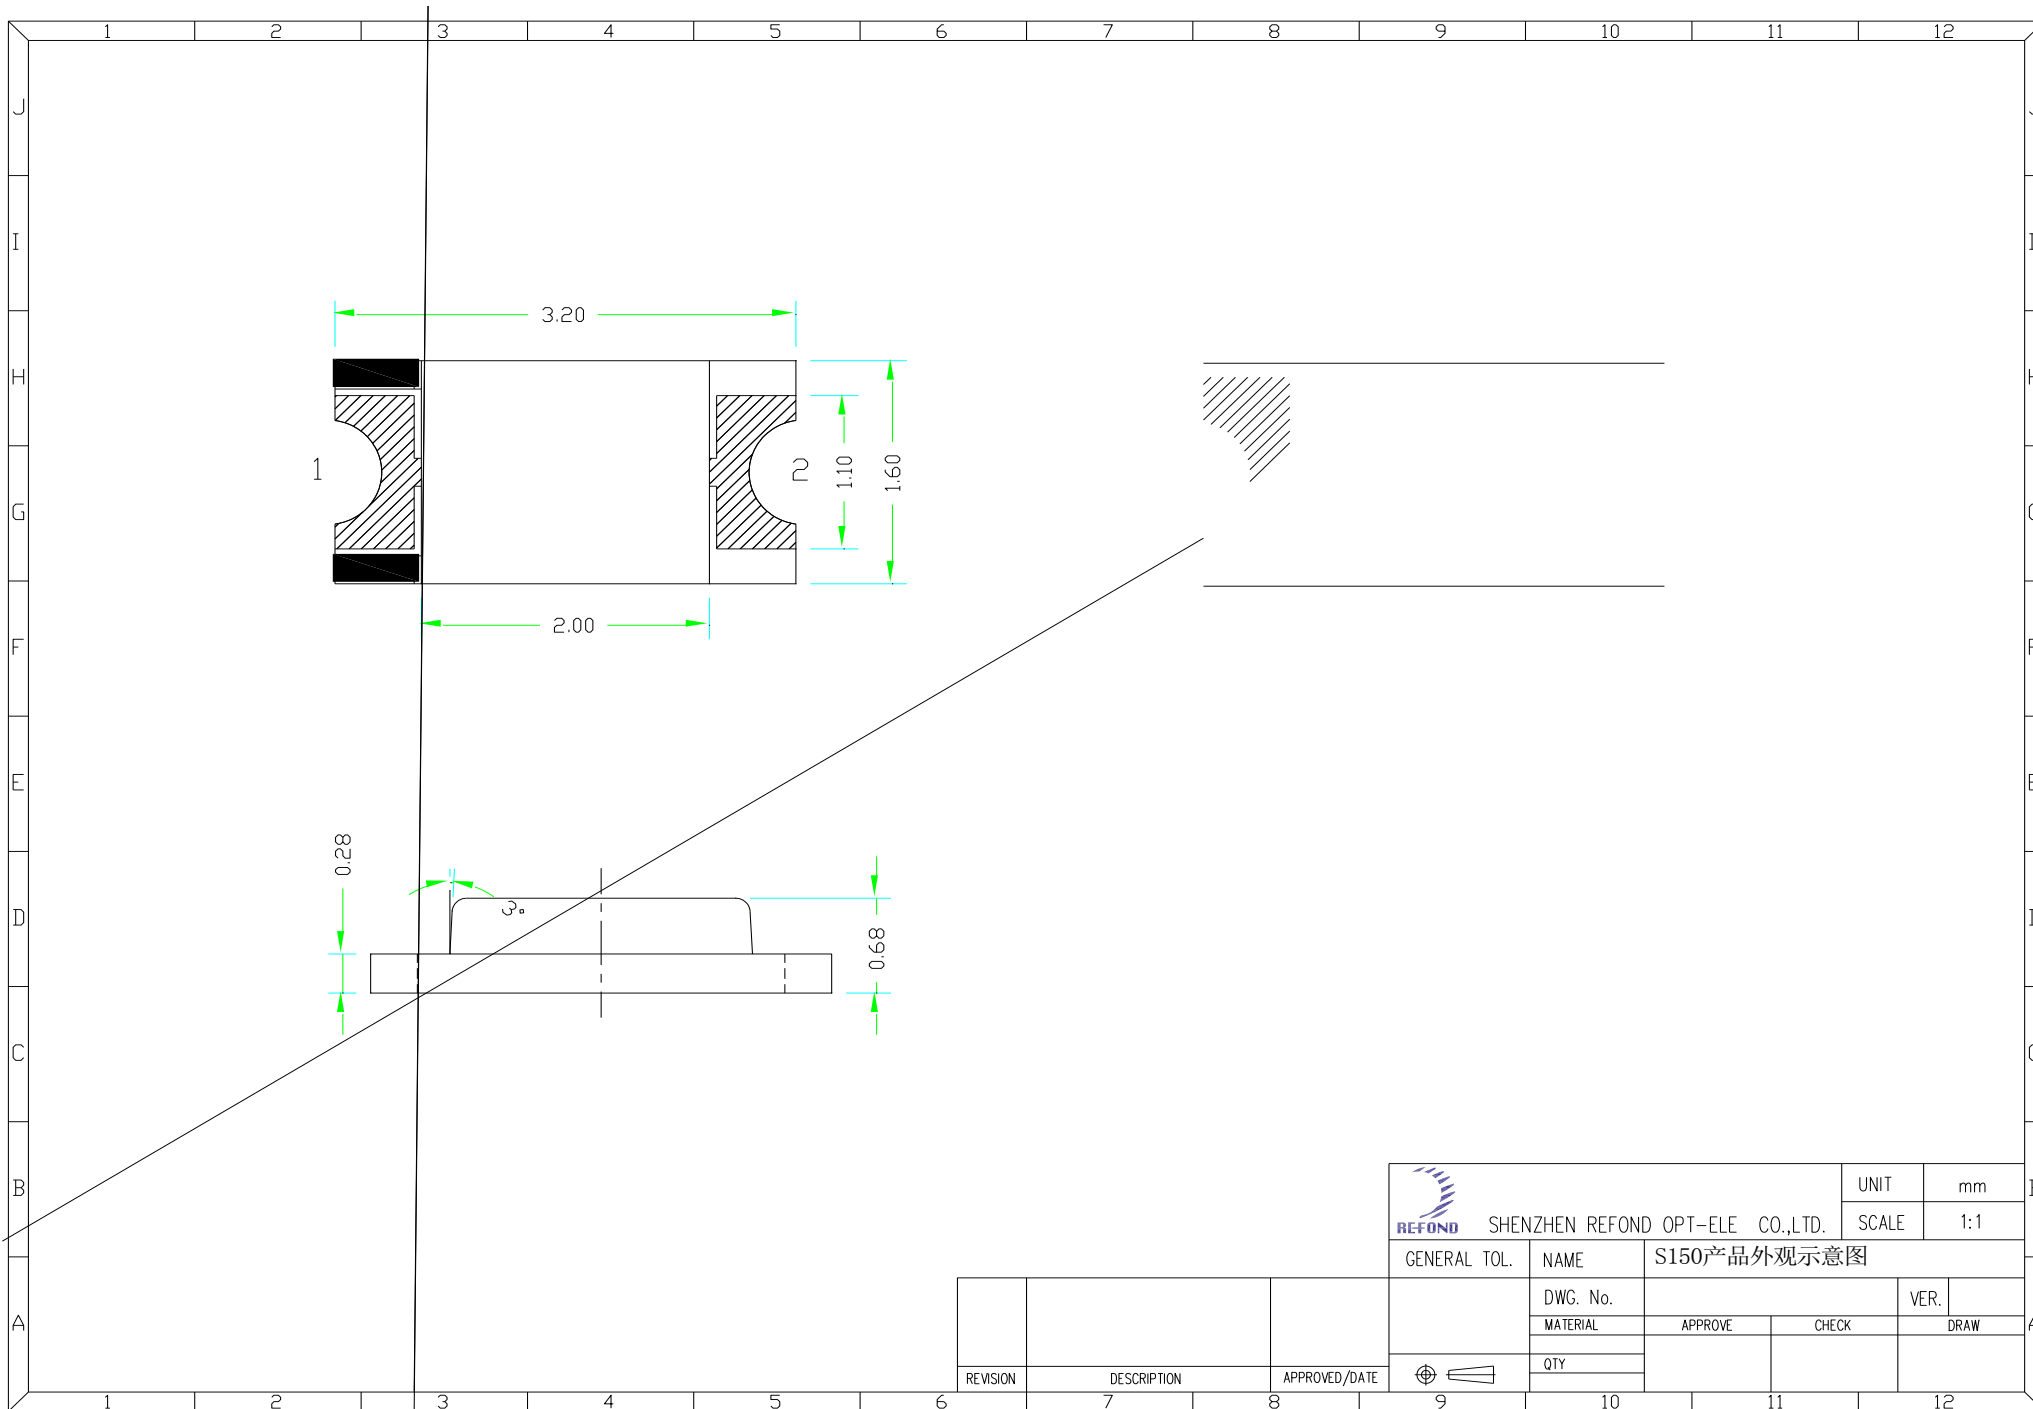 1 2 3 4 5 6 7 8 9 10 11 12
J J
I I
3.20
H H
1 2 1.10 1.60
G G
2.00
F F
E E
0.28
D 3° D
0.68
C C
B B
REFOND SHENZHEN REFOND OPT-ELE CO.,LTD.
UNIT mm
SCALE 1:1
GENERAL TOL. NAME S150产品外观示意图
DWG. No. VER.
A MATERIAL APPROVE CHECK DRAW A
QTY
REVISION DESCRIPTION APPROVED/DATE
1 2 3 4 5 6 7 8 9 10 11 12